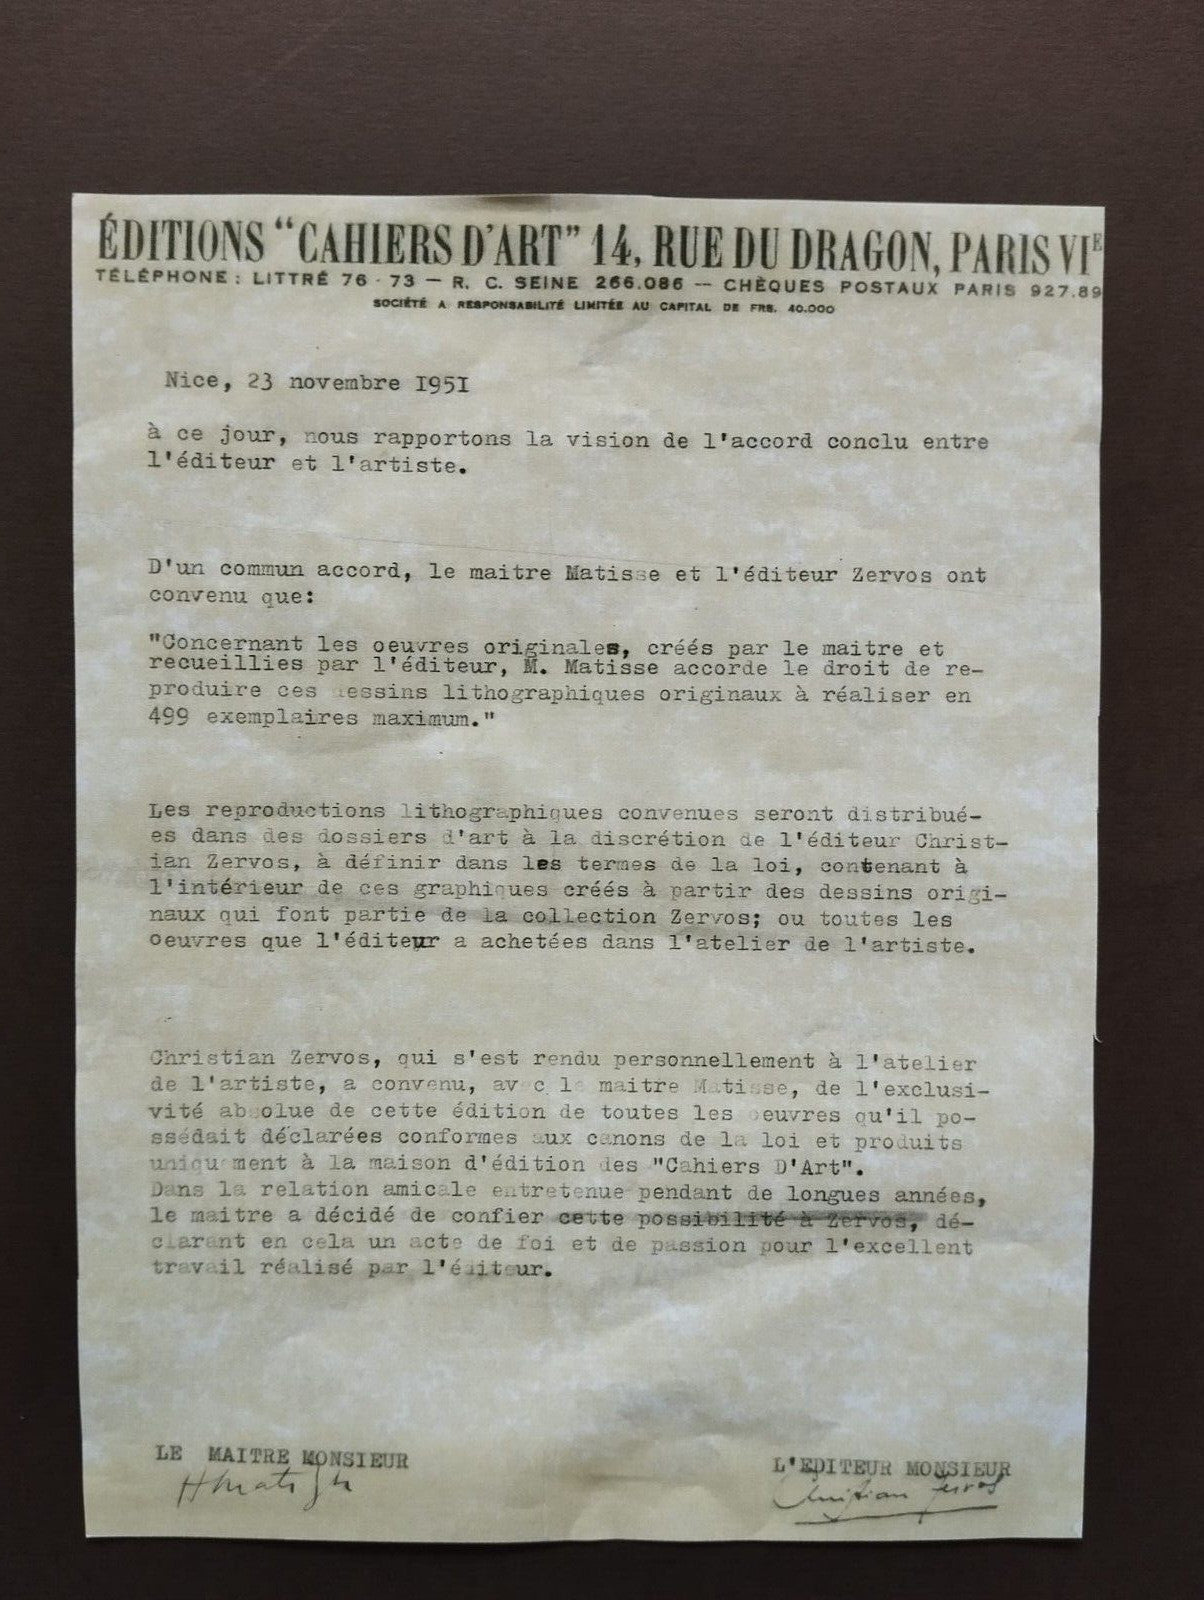 ÉDITIONS “CAHIERS D'ART” 14, RUE DU DRAGON, PARIS VIE
TÉLÉPHONE : LITTRÉ 76 - 73 — R. C. SEINE 266.086 — CHÈQUES POSTAUX PARIS 927.89
SOCIÉTÉ A RESPONSABILITÉ LIMITÉE AU CAPITAL DE FRS. 40.000
Nice, 23 novembre I95I
à ce jour, nous rapportons la vision de l'accord conclu entre
l'éditeur et l'artiste.
D'un commun accord, le maitre Matisse et l'éditeur Zervos ont
convenu que:
"Concernant les oeuvres originales, créés par le maitre et
recueillies par l'éditeur, M. Matisse accorde le droit de re-
produire ces dessins lithographiques originaux à réaliser en
499 exemplaires maximum."
Les reproductions lithographiques convenues seront distribué-
es dans des dossiers d'art à la discrétion de l'éditeur Christ-
ian Zervos, à définir dans les termes de la loi, contenant à
l'intérieur de ces graphiques créés à partir des dessins origi-
naux qui font partie de la collection Zervos; ou toutes les
oeuvres que l'éditeur a achetées dans l'atelier de l'artiste.
Christian Zervos, qui s'est rendu personnellement à l'atelier
de l'artiste, a convenu, avec le maitre Matisse, de l'exclusi-
vité absolue de cette édition de toutes les oeuvres qu'il po-
ssédait déclarées conformes aux canons de la loi et produits
uniquement à la maison d'édition des "Cahiers D'Art".
Dans la relation amicale entretenue pendant de longues années,
le maitre a décidé de confier cette possibilité à Zervos, dé-
clarant en cela un acte de foi et de passion pour l'excellent
travail réalisé par l'éditeur.
LE MAITRE MONSIEUR
HMatisse
L'EDITEUR MONSIEUR
Christian Zervos